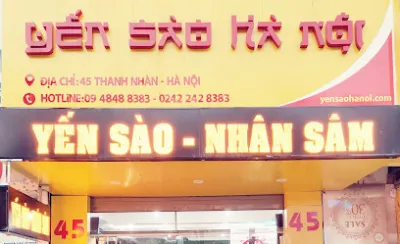 YẾN SÀO HÀ NỘI
ĐỊA CHỈ: 45 THANH NHÀN - HÀ NỘI
HOTLINE: 09 4848 8383 - 0242 242 8383
yensaohanoi.com
YẾN SÀO - NHÂN SÂM
45
45